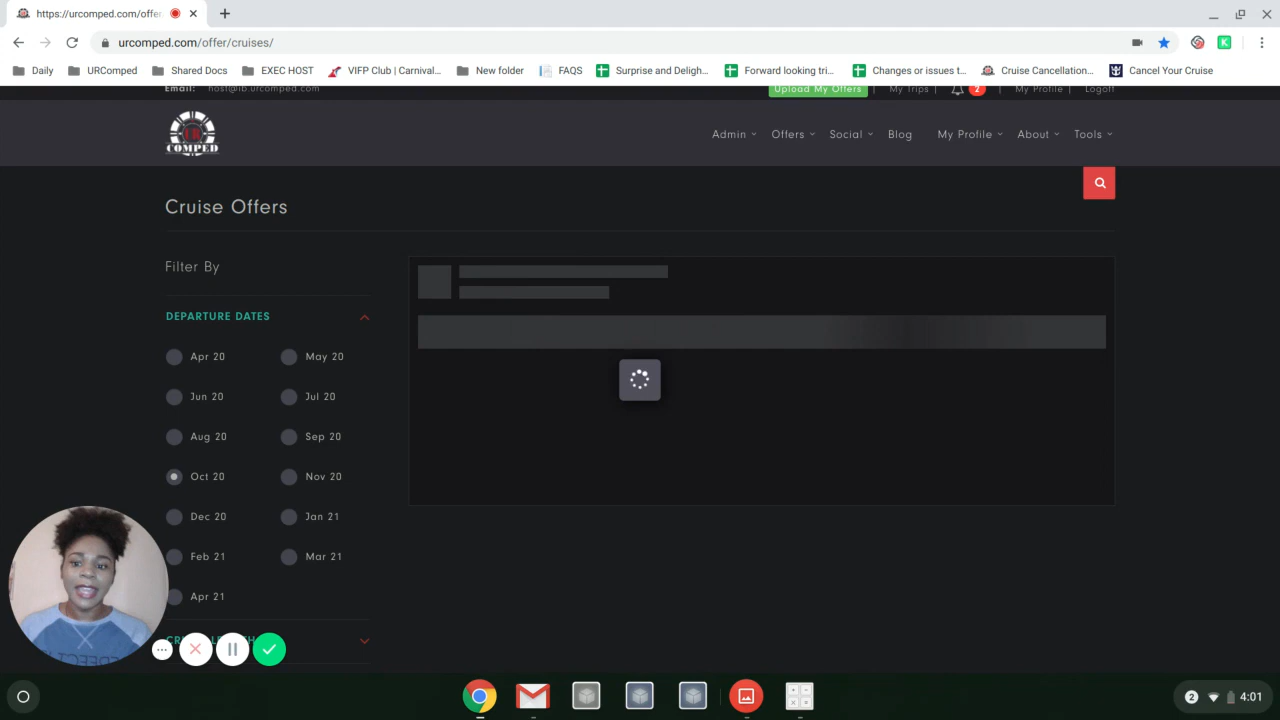 https://urcomped.com/offer
urcomped.com/offer/cruises/
K
Daily URComped Shared Docs EXEC HOST VIFP Club | Carnival... New folder FAQS Surprise and Deligh... Forward looking tri... Changes or issues t... Cruise Cancellation... Cancel Your Cruise
Email: host@ib.urcomped.com Upload My Offers | My Trips | 2 | My Profile | Logoff
UR
COMPED
Admin Offers Social Blog My Profile About Tools
Cruise Offers
Filter By
DEPARTURE DATES
Apr 20 May 20
Jun 20 Jul 20
Aug 20 Sep 20
Oct 20 Nov 20
Dec 20 Jan 21
Feb 21 Mar 21
Apr 21
2 4:01